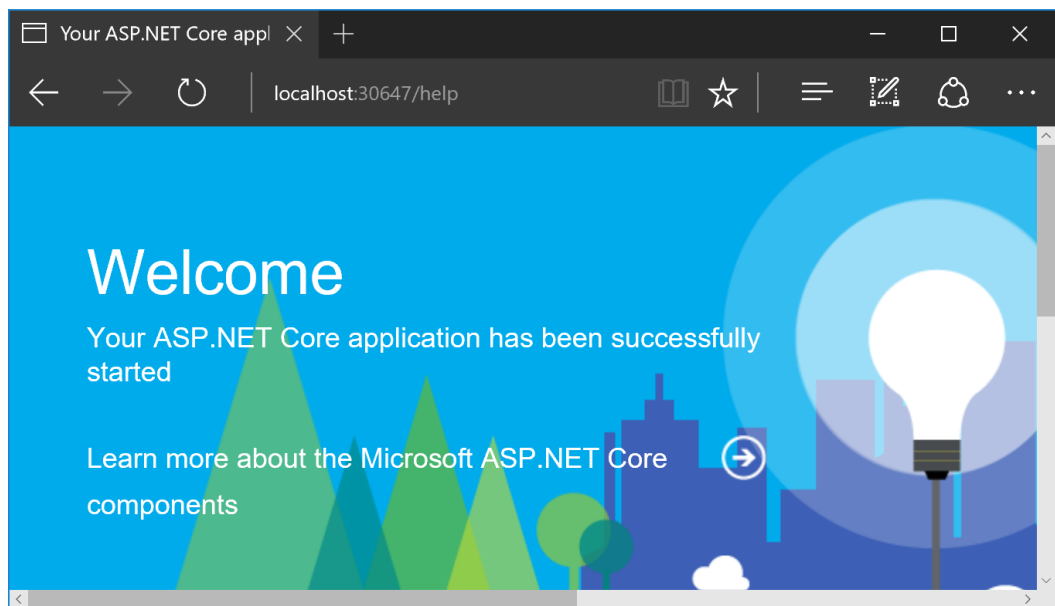 Your ASP.NET Core appl
localhost:30647/help
Welcome
Your ASP.NET Core application has been successfully
started
Learn more about the Microsoft ASP.NET Core
components